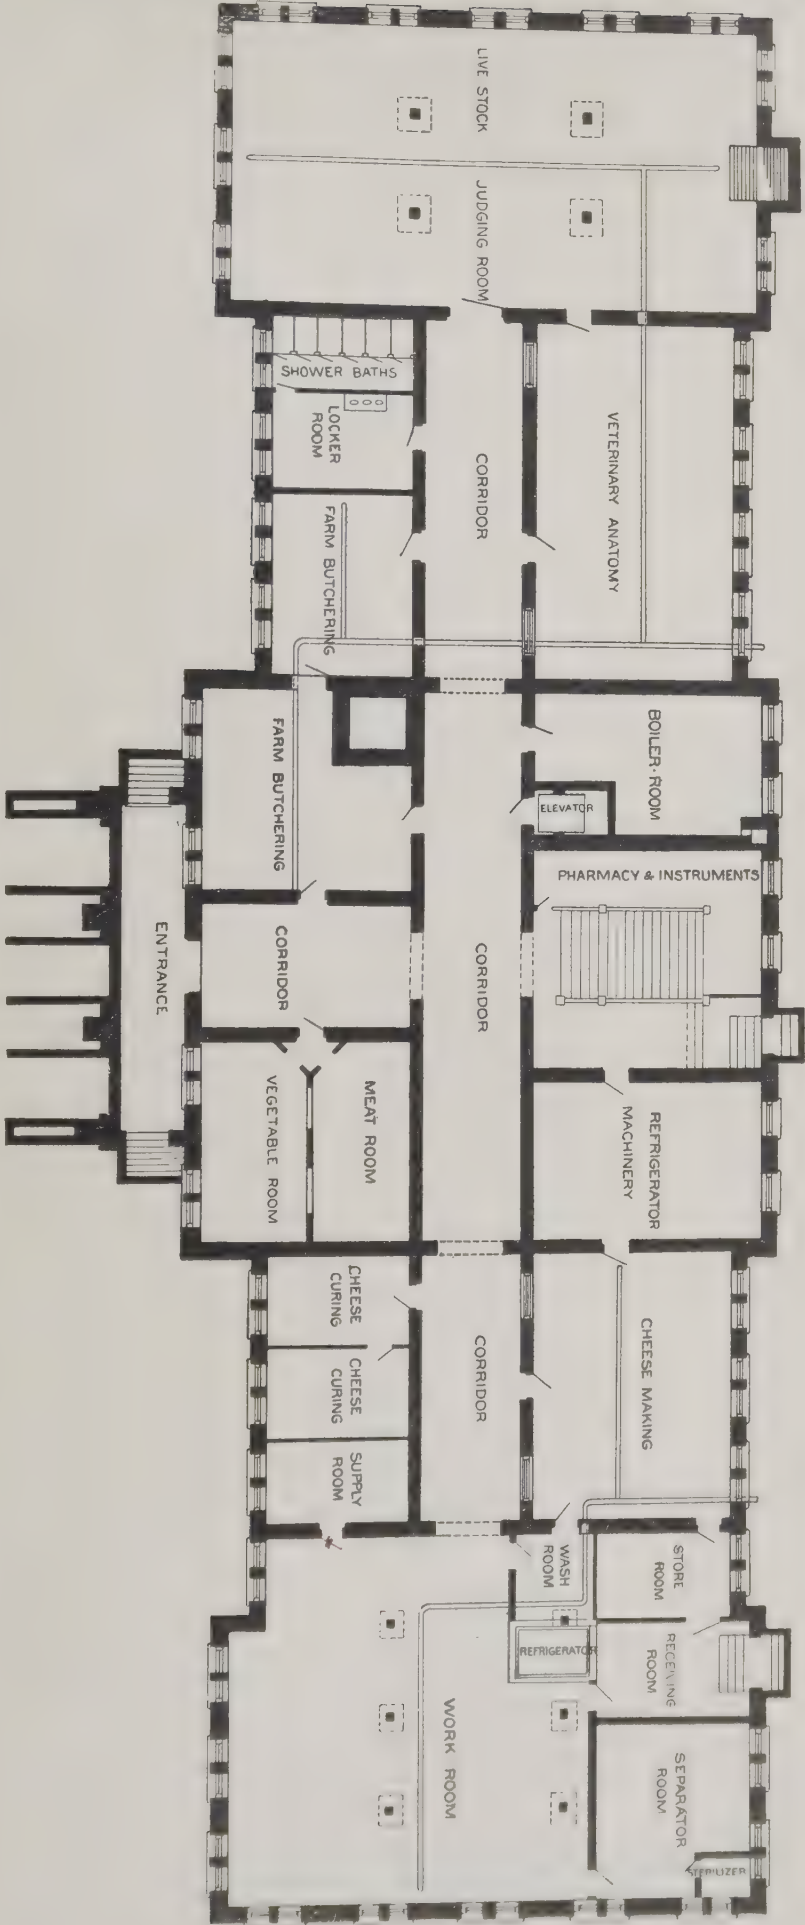 LIVE STOCK
JUDGING ROOM
SHOWER BATHS
LOCKER
ROOM
FARM BUTCHERING
CORRIDOR
VETERINARY ANATOMY
FARM BUTCHERING
BOILER-ROOM
ELEVATOR
PHARMACY & INSTRUMENTS
ENTRANCE
CORRIDOR
CORRIDOR
VEGETABLE ROOM
MEAT ROOM
REFRIGERATOR
MACHINERY
CHEESE
CURING
CHEESE
CURING
SUPPLY
ROOM
CORRIDOR
CHEESE MAKING
WASH
ROOM
STORE
ROOM
REFRIGERATOR
RECEIVING
ROOM
WORK ROOM
SEPARATOR
ROOM
STERILIZER